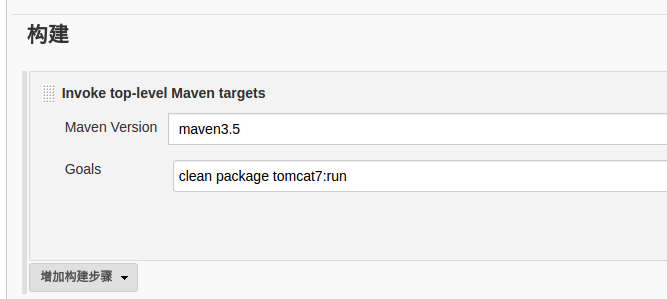 构建
Invoke top-level Maven targets
Maven Version maven3.5
Goals clean package tomcat7:run
增加构建步骤